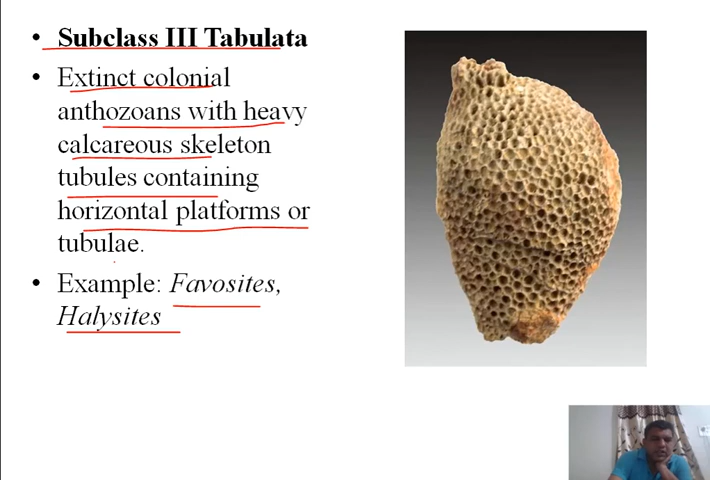 • Subclass III Tabulata
• Extinct colonial
anthozoans with heavy
calcareous skeleton
tubules containing
horizontal platforms or
tubulae.
• Example: Favosites,
Halysites